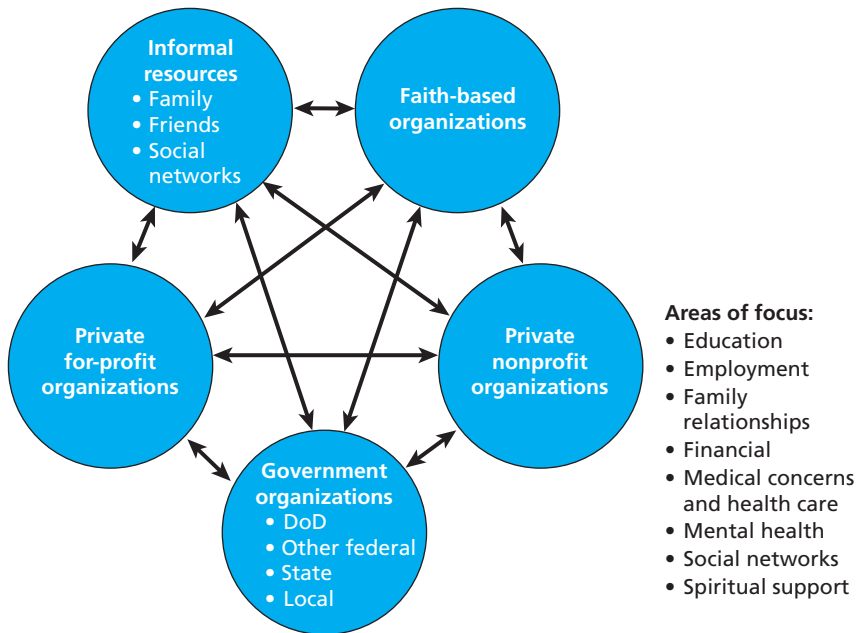 Informal
resources
• Family
• Friends
• Social
networks
Faith-based
organizations
Private
for-profit
organizations
Private
nonprofit
organizations
Government
organizations
• DoD
• Other federal
• State
• Local
Areas of focus:
• Education
• Employment
• Family
relationships
• Financial
• Medical concerns
and health care
• Mental health
• Social networks
• Spiritual support